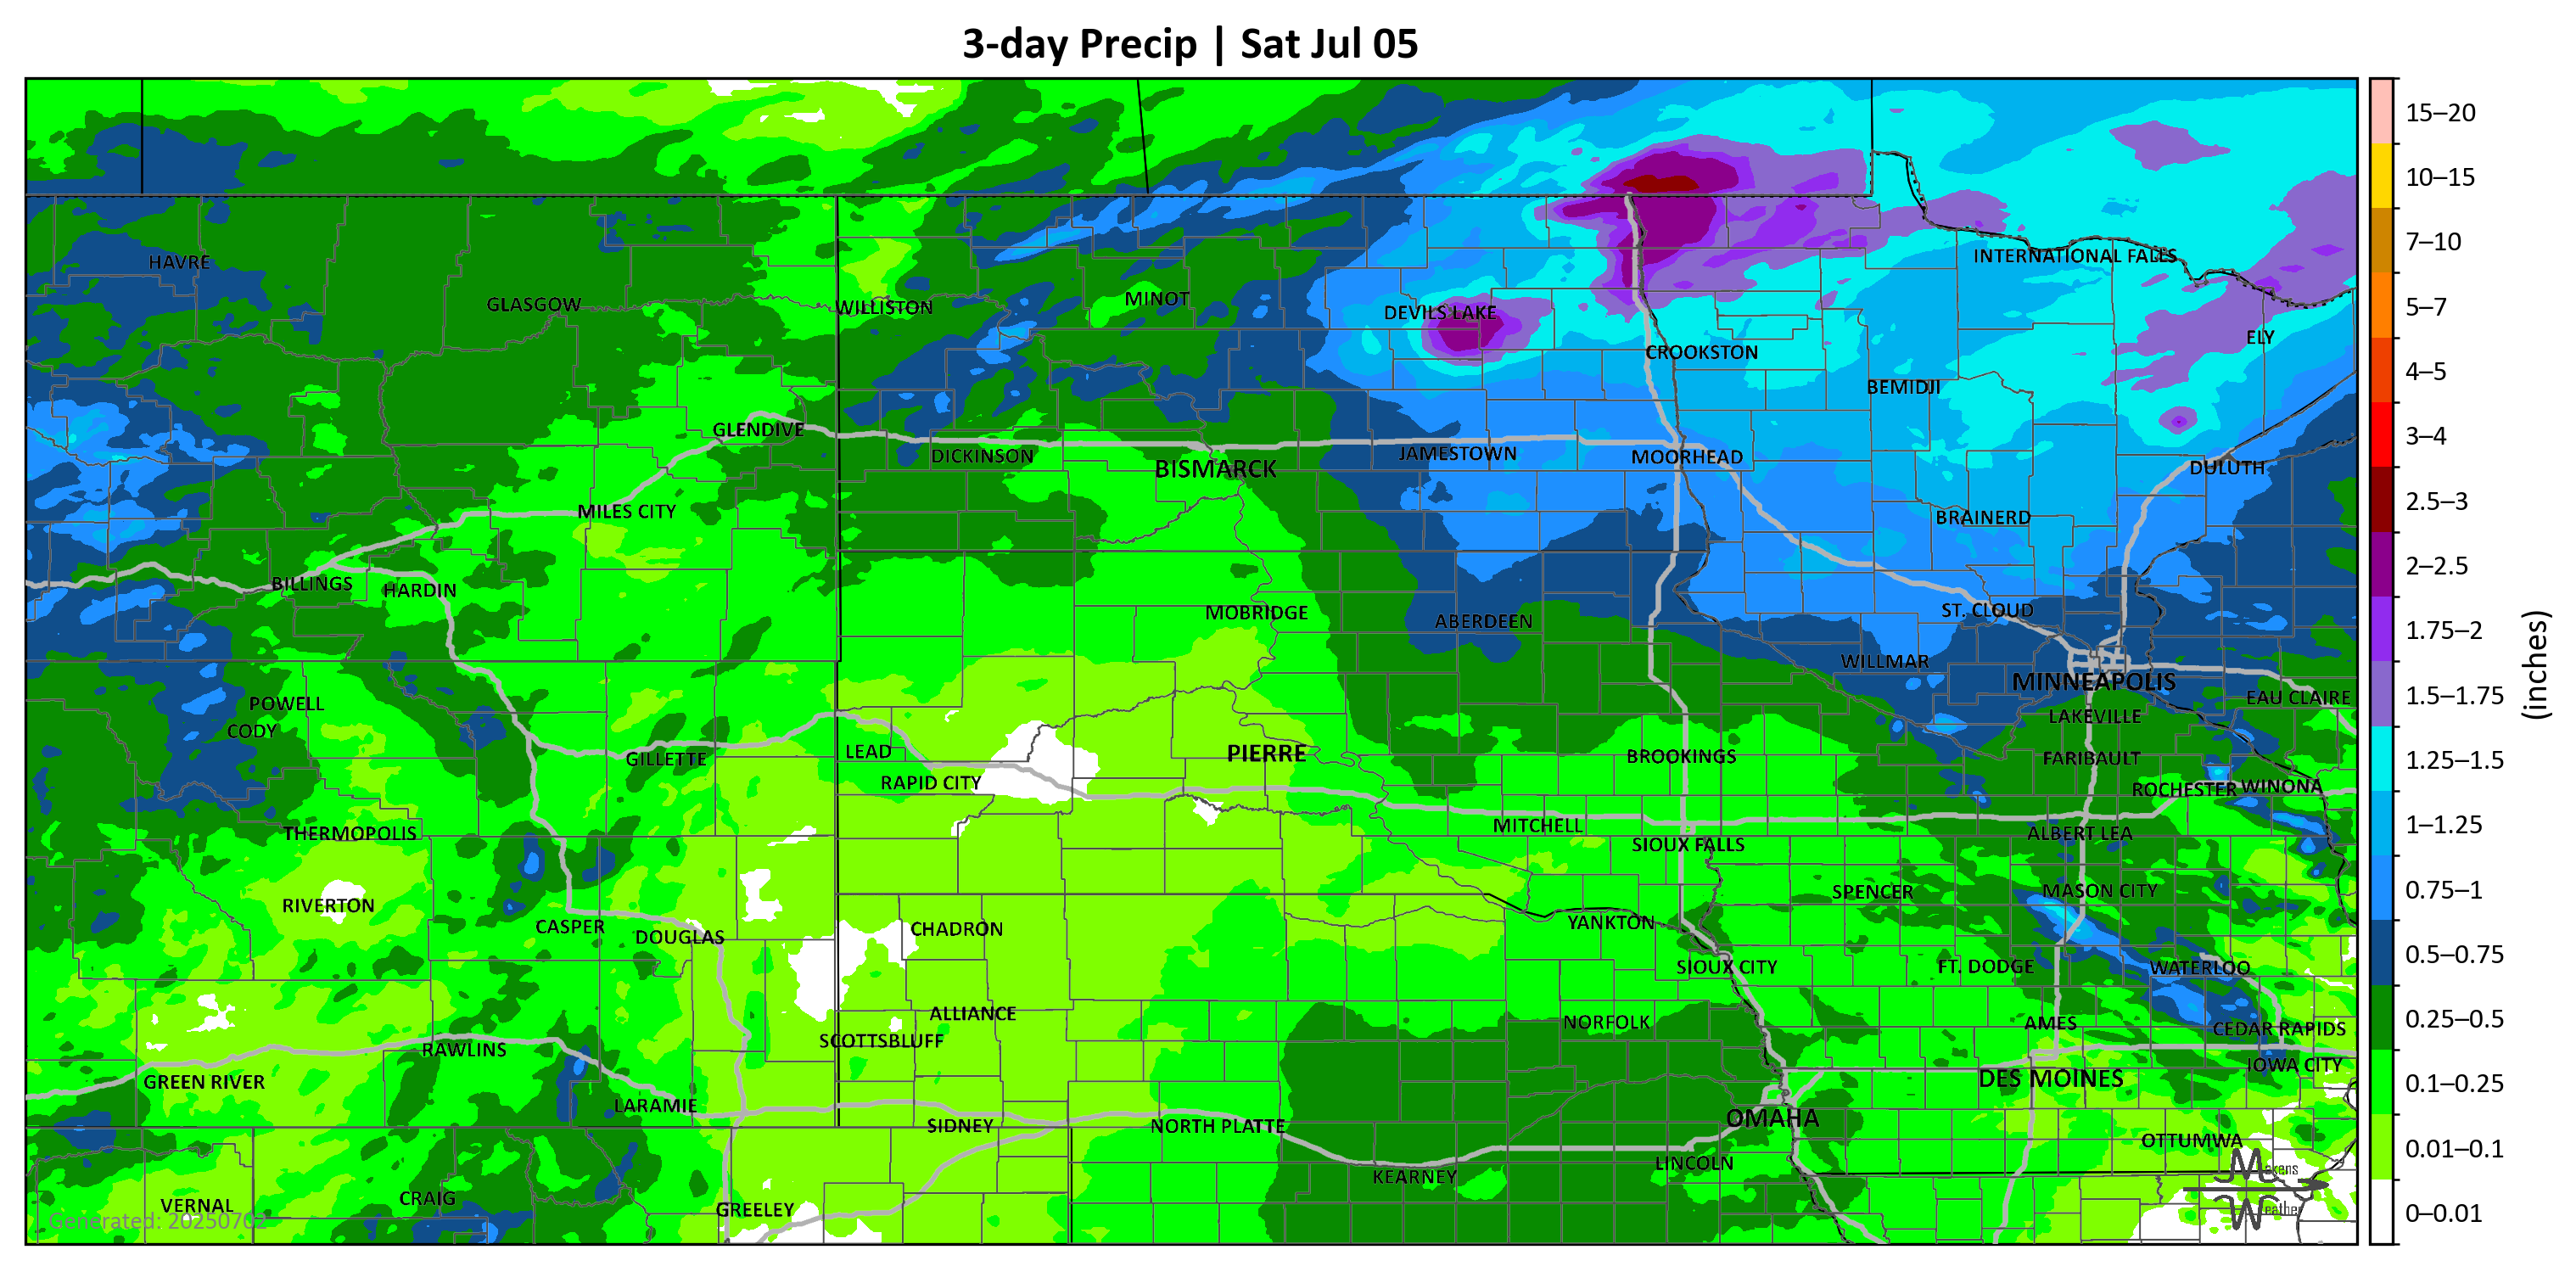 3-day Precip | Sat Jul 05
15–20
10–15
7–10
5–7
4–5
3–4
2.5–3
2–2.5
1.75–2
1.5–1.75
1.25–1.5
1–1.25
0.75–1
0.5–0.75
0.25–0.5
0.1–0.25
0.01–0.1
0–0.01
(inches)
HAVRE
INTERNATIONAL FALLS
GLASGOW
WILLISTON
MINOT
DEVILS LAKE
ELY
CROOKSTON
BEMIDJI
GLENDIVE
DICKINSON
BISMARCK
JAMESTOWN
MOORHEAD
DULUTH
MILES CITY
BRAINERD
BILLINGS
HARDIN
MOBRIDGE
ABERDEEN
ST. CLOUD
WILLMAR
MINNEAPOLIS
EAU CLAIRE
POWELL
CODY
LAKEVILLE
GILLETTE
LEAD
PIERRE
BROOKINGS
FARIBAULT
RAPID CITY
ROCHESTER
WINONA
THERMOPOLIS
MITCHELL
ALBERT LEA
SIOUX FALLS
RIVERTON
SPENCER
MASON CITY
CASPER
DOUGLAS
CHADRON
YANKTON
SIOUX CITY
FT. DODGE
WATERLOO
ALLIANCE
NORFOLK
AMES
CEDAR RAPIDS
SCOTTSBLUFF
RAWLINS
GREEN RIVER
DES MOINES
IOWA CITY
LARAMIE
SIDNEY
NORTH PLATTE
OMAHA
OTTUMWA
LINCOLN
KEARNEY
VERNAL
CRAIG
GREELEY
Generated: 20250702
Makens
Weather